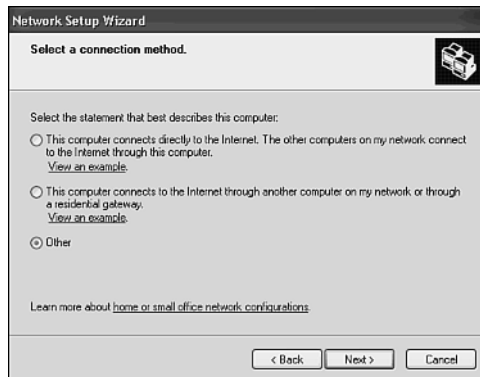 Network Setup Wizard
Select a connection method.
Select the statement that best describes this computer:
This computer connects directly to the Internet. The other computers on my network connect
to the Internet through this computer.
View an example.
This computer connects to the Internet through another computer on my network or through
a residential gateway.
View an example.
Other
Learn more about home or small office network configurations.
< Back
Next >
Cancel